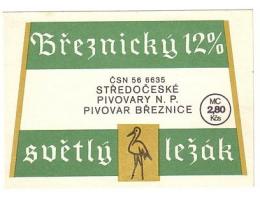 Březnický 12%
ČSN 56 6635
STŘEDOČESKÉ
PIVOVARY N. P.
PIVOVAR BŘEZNICE
MC
2,80
Kčs
světlý ležák